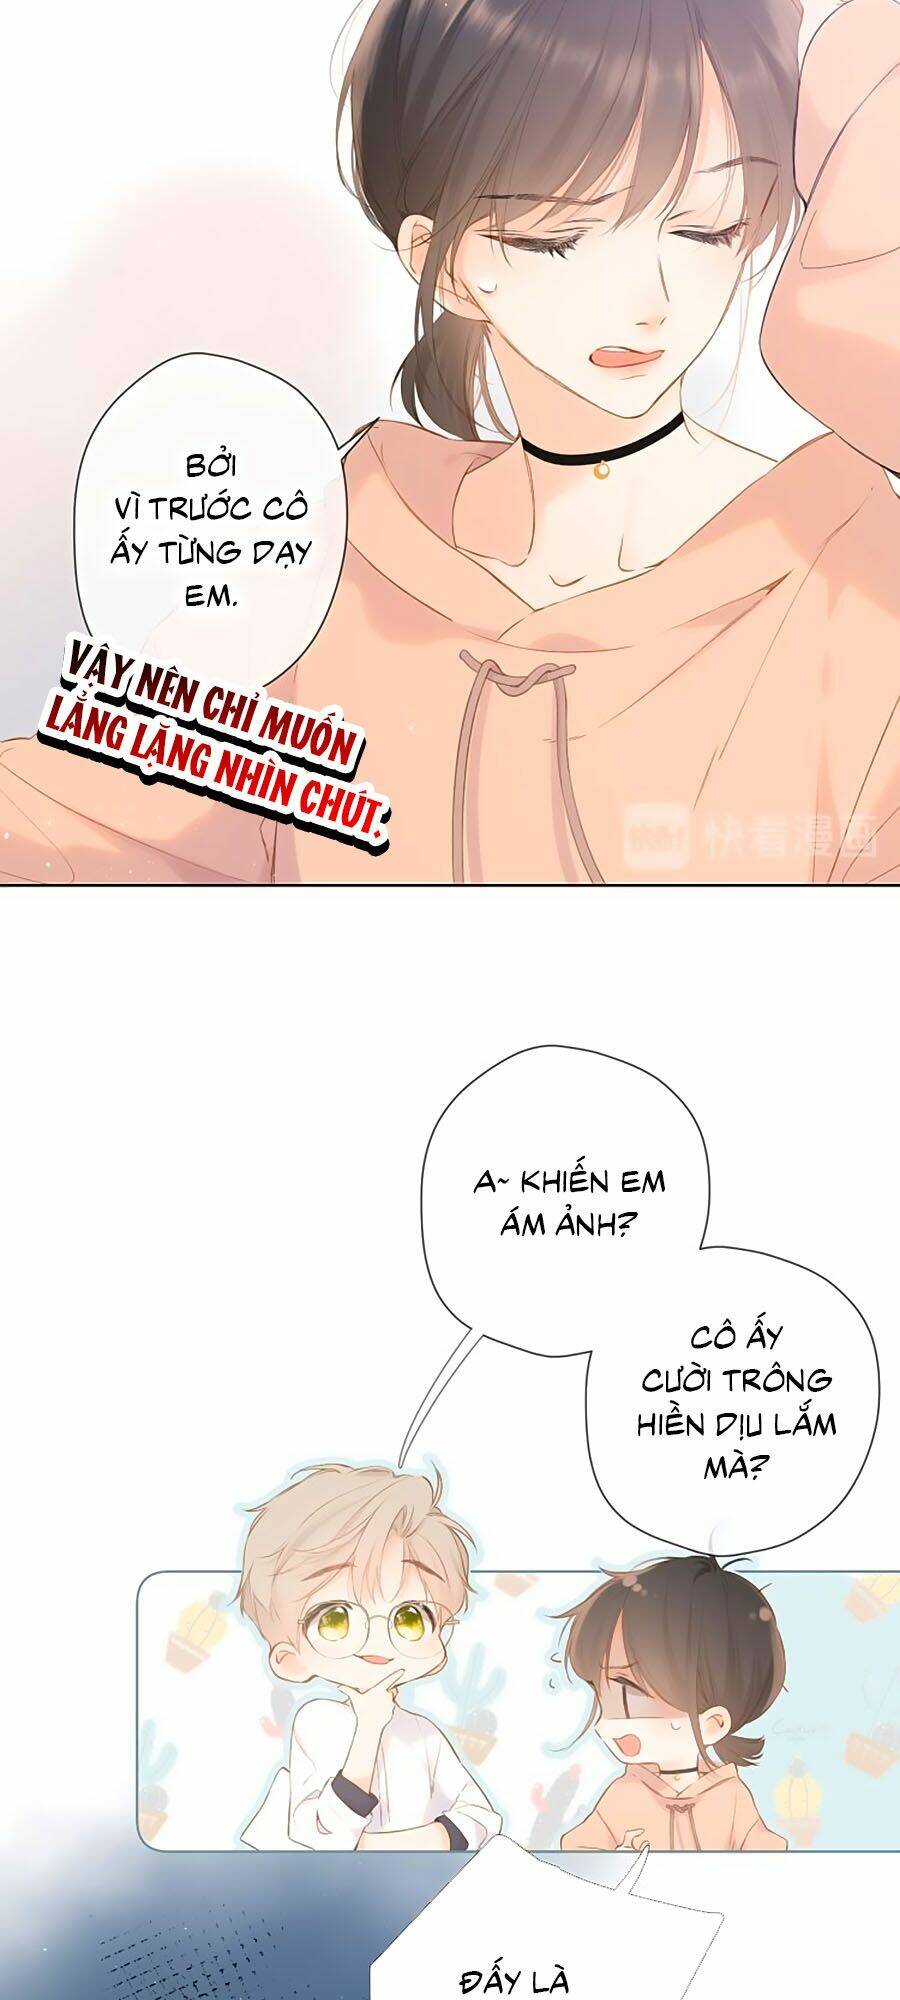 BỞI
VÌ TRƯỚC CÔ
ẤY TỪNG DẠY
EM.
VẬY NÊN CHỈ MUỐN
LẲNG LẶNG NHÌN CHÚT.
快看漫画
A~ KHIẾN EM
ÁM ẢNH?
CÔ ẤY
CƯỜI TRÔNG
HIỀN DỊU LẮM
MÀ?
ĐẤY LÀ